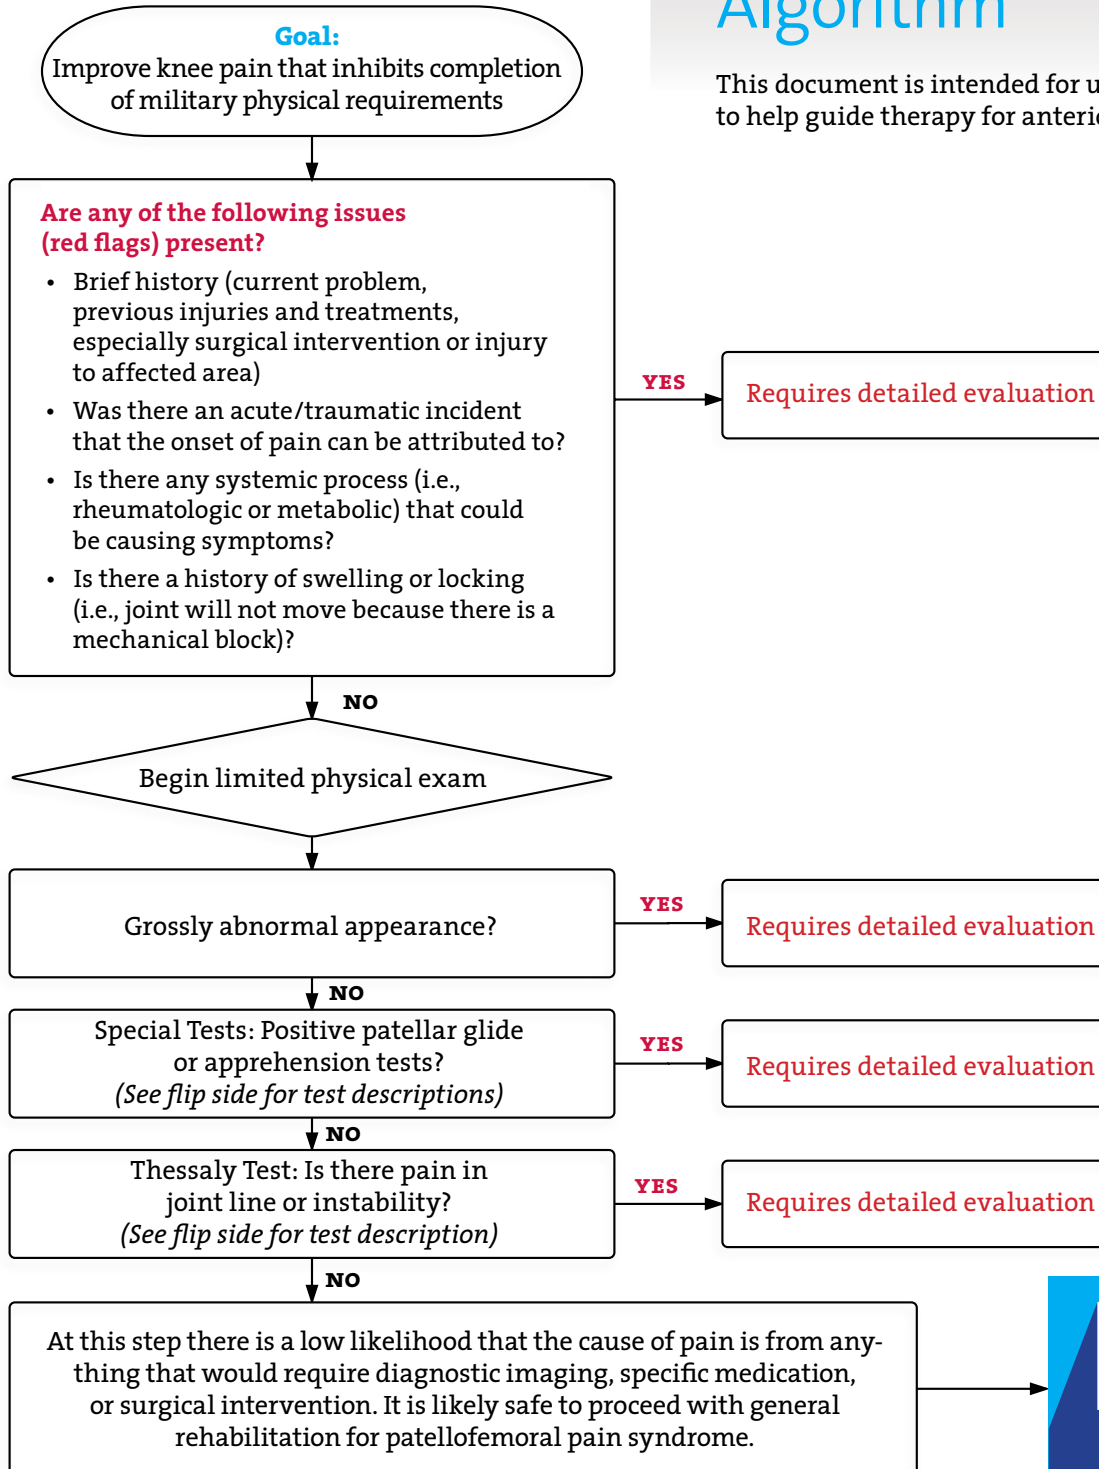 Algorithm
This document is intended for u
to help guide therapy for anteri
Goal:
Improve knee pain that inhibits completion
of military physical requirements
Are any of the following issues
(red flags) present?
• Brief history (current problem,
previous injuries and treatments,
especially surgical intervention or injury
to affected area)
• Was there an acute/traumatic incident
that the onset of pain can be attributed to?
• Is there any systemic process (i.e.,
rheumatologic or metabolic) that could
be causing symptoms?
• Is there a history of swelling or locking
(i.e., joint will not move because there is a
mechanical block)?
YES
Requires detailed evaluation
NO
Begin limited physical exam
Grossly abnormal appearance?
YES
Requires detailed evaluation
NO
Special Tests: Positive patellar glide
or apprehension tests?
(See flip side for test descriptions)
YES
Requires detailed evaluation
NO
Thessaly Test: Is there pain in
joint line or instability?
(See flip side for test description)
YES
Requires detailed evaluation
NO
At this step there is a low likelihood that the cause of pain is from any-
thing that would require diagnostic imaging, specific medication,
or surgical intervention. It is likely safe to proceed with general
rehabilitation for patellofemoral pain syndrome.